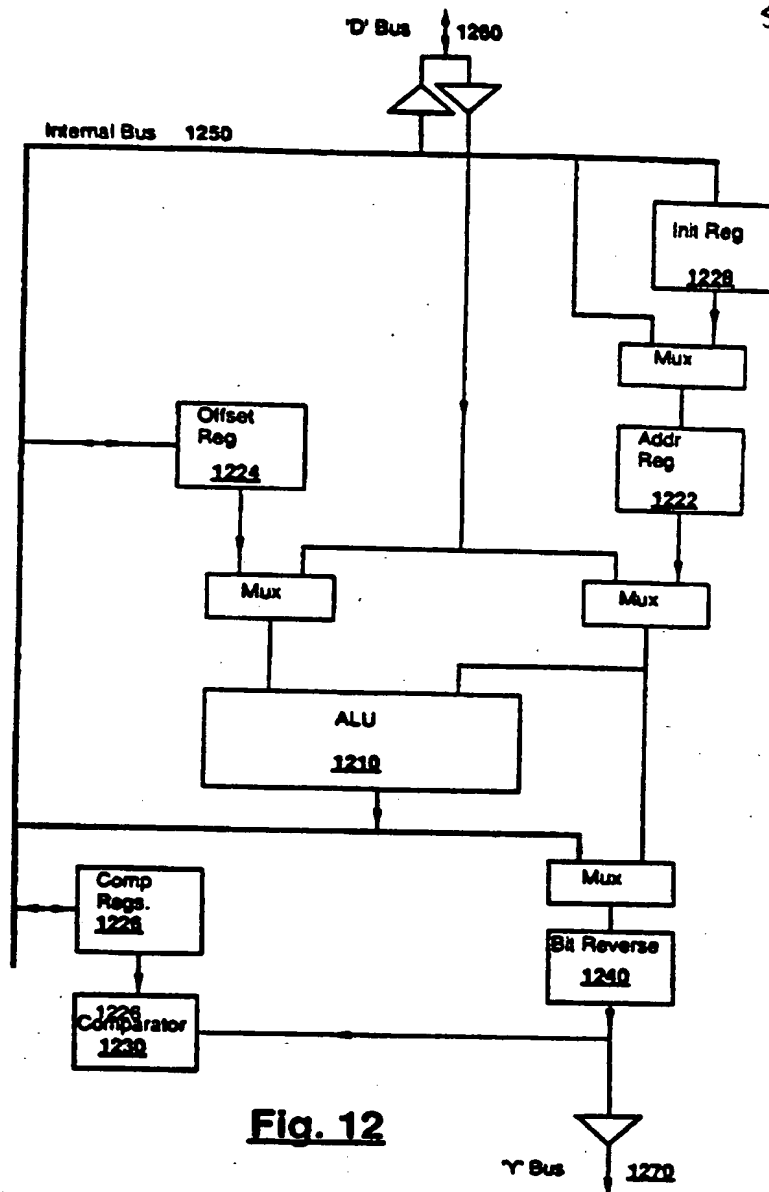 'D' Bus 1260
Internal Bus 1250
Init Reg
1228
Mux
Offset
Reg
1224
Addr
Reg
1222
Mux
Mux
ALU
1210
Comp
Regs.
1226
Mux
Bit Reverse
1240
1226
Comparator
1230
Fig. 12
'Y' Bus 1270